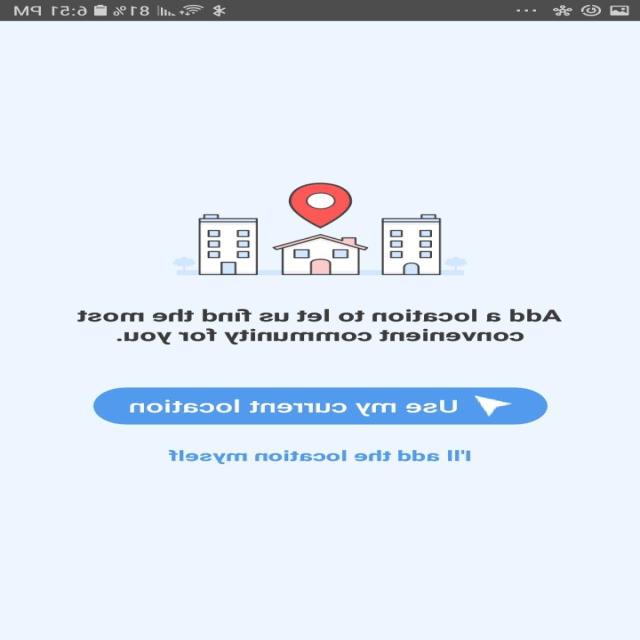 81% 6:51 PM
Add a location to let us find the most
convenient community for you.
Use my current location
I'll add the location myself